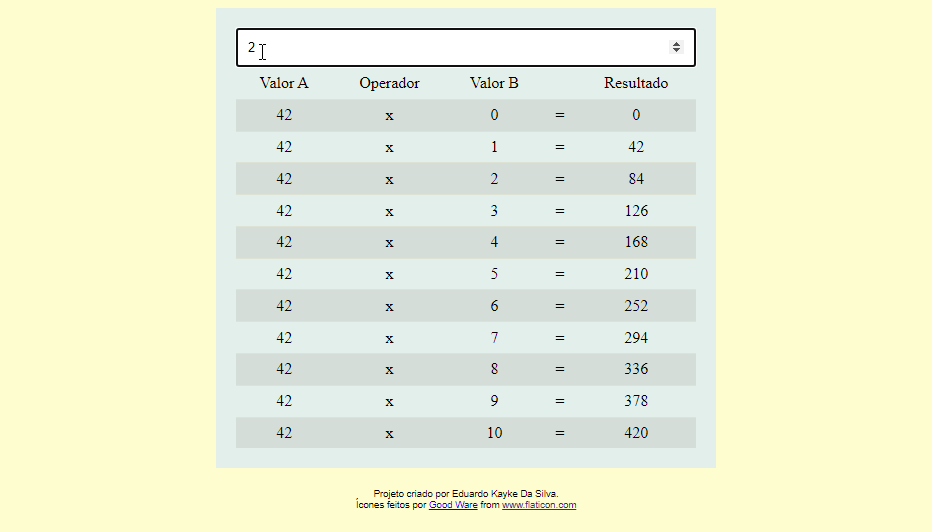 2
Valor A Operador Valor B Resultado
42 x 0 = 0
42 x 1 = 42
42 x 2 = 84
42 x 3 = 126
42 x 4 = 168
42 x 5 = 210
42 x 6 = 252
42 x 7 = 294
42 x 8 = 336
42 x 9 = 378
42 x 10 = 420
Projeto criado por Eduardo Kayke Da Silva.
Ícones feitos por Good Ware from www.flaticon.com